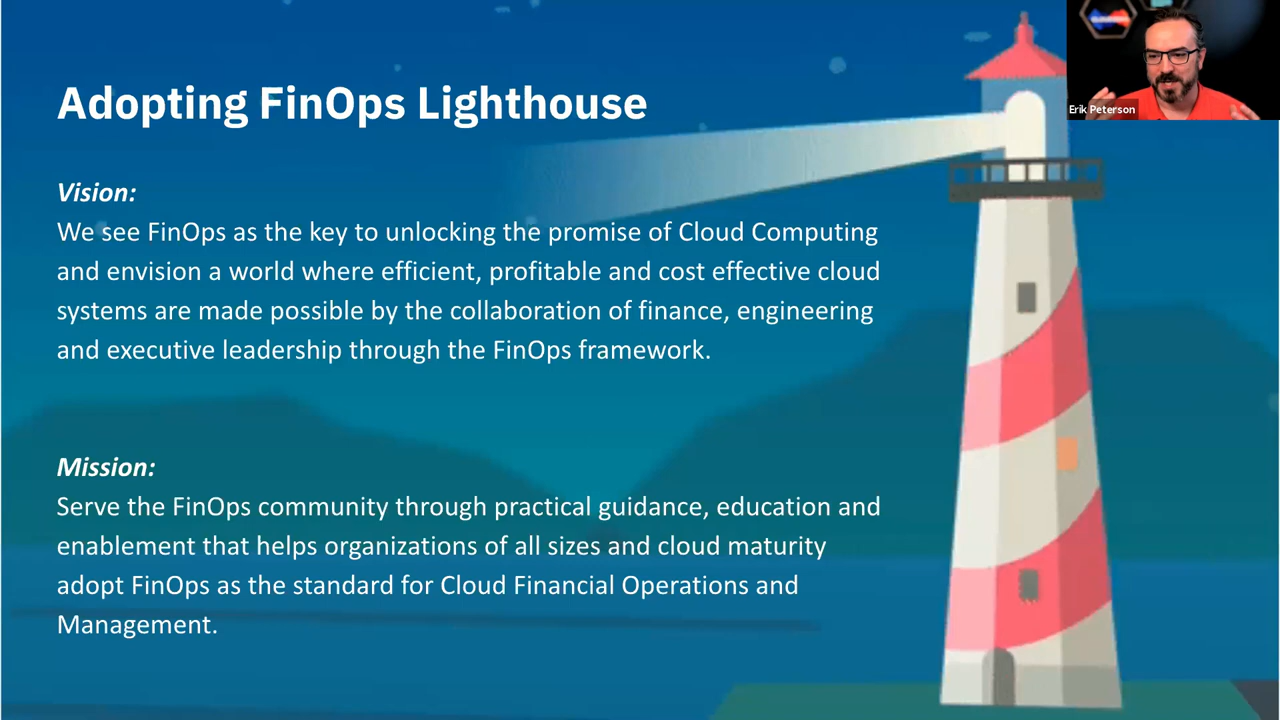 Adopting FinOps Lighthouse
Vision:
We see FinOps as the key to unlocking the promise of Cloud Computing
and envision a world where efficient, profitable and cost effective cloud
systems are made possible by the collaboration of finance, engineering
and executive leadership through the FinOps framework.
Mission:
Serve the FinOps community through practical guidance, education and
enablement that helps organizations of all sizes and cloud maturity
adopt FinOps as the standard for Cloud Financial Operations and
Management.
Erik Peterson